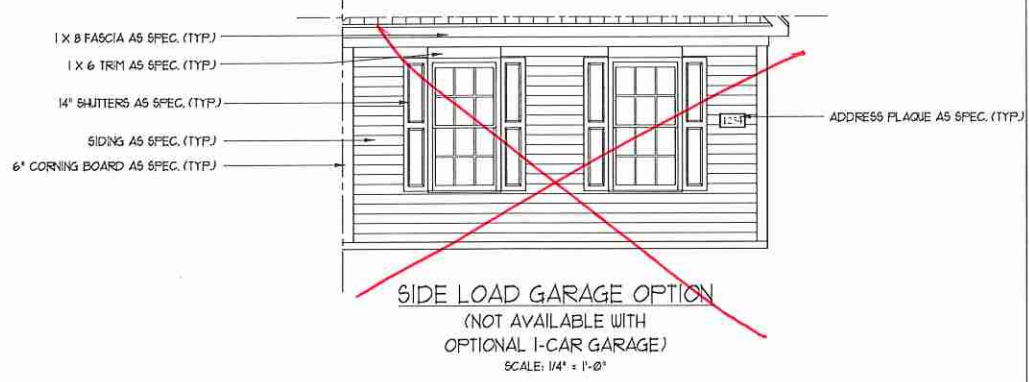 1 X 8 FASCIA AS SPEC. (TYP.)
1 X 6 TRIM AS SPEC. (TYP.)
14" SHUTTERS AS SPEC. (TYP.)
SIDING AS SPEC. (TYP.)
6" CORNING BOARD AS SPEC. (TYP.)
1234
ADDRESS PLAQUE AS SPEC. (TYP.)
SIDE LOAD GARAGE OPTION
(NOT AVAILABLE WITH
OPTIONAL 1-CAR GARAGE)
SCALE: 1/4" = 1'-0"